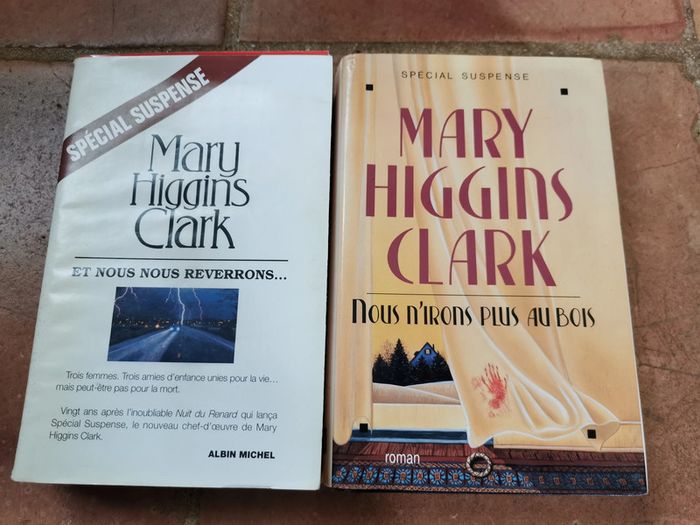 SPÉCIAL SUSPENSE
Mary
Higgins
Clark
ET NOUS NOUS REVERRONS...
Trois femmes. Trois amies d'enfance unies pour la vie...
mais peut-être pas pour la mort.
Vingt ans après l'inoubliable Nuit du Renard qui lança
Spécial Suspense, le nouveau chef-d'œuvre de Mary
Higgins Clark.
ALBIN MICHEL
SPÉCIAL SUSPENSE
MARY
HIGGINS
CLARK
NOUS N'IRONS PLUS AU BOIS
roman